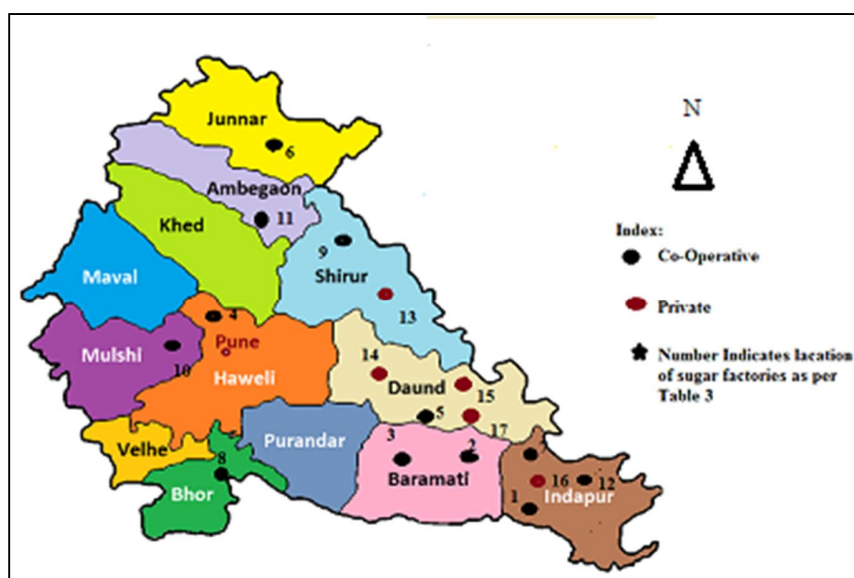 Junnar
6
Ambegaon
11
Khed
9
Shirur
13
Maval
4
Pune
Mulshi
10
Haweli
14
Daund
15
5
17
Velhe
Purandar
3
2
Baramati
7
8
Bhor
16
12
Indapur
1
N
Index:
Co-Operative
Private
Number Indicates lacation
of sugar factories as per
Table 3